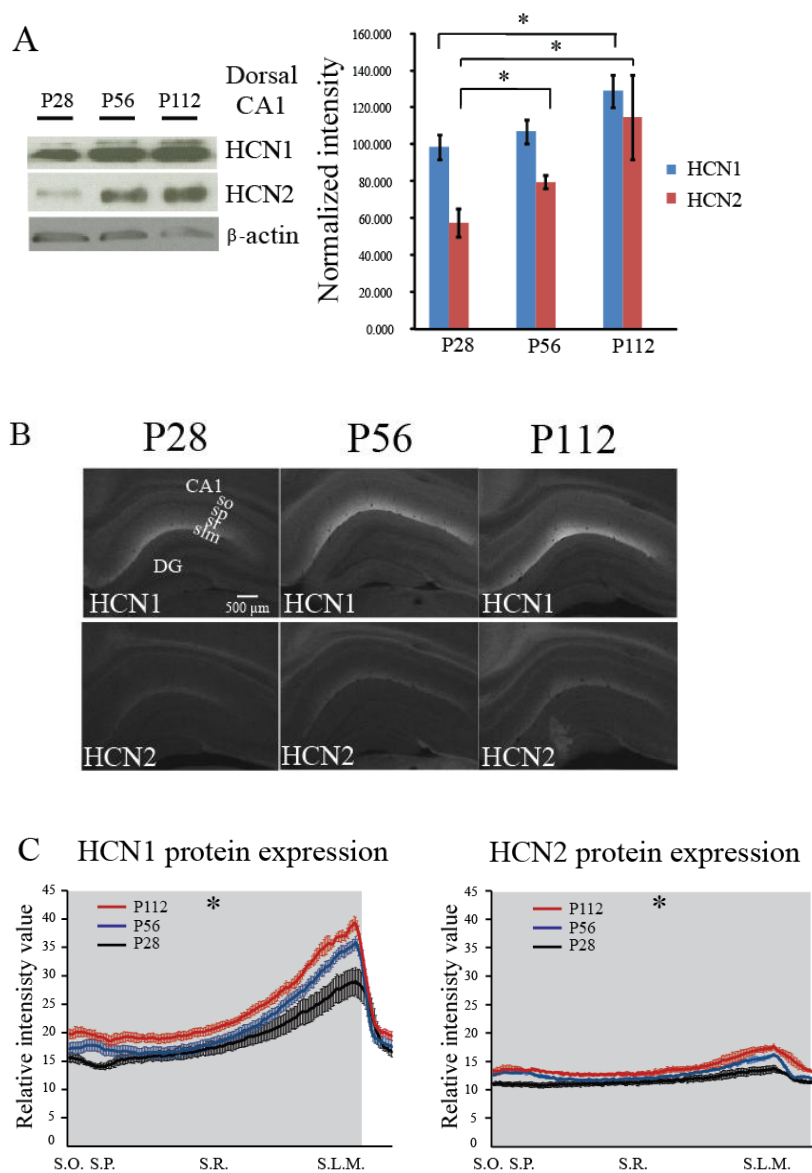 A
P28 P56 P112
Dorsal
CA1
HCN1
HCN2
β-actin
Normalized intensity
160.000
140.000
120.000
100.000
80.000
60.000
40.000
20.000
0.000
*
*
*
P28 P56 P112
HCN1
HCN2
B
P28 P56 P112
CA1
so
sp
sr
slm
DG
500 µm
HCN1 HCN1 HCN1
HCN2 HCN2 HCN2
C
HCN1 protein expression
Relative intensisty value
45
40
35
30
25
20
15
10
5
0
P112
P56
P28
*
S.O. S.P. S.R. S.L.M.
HCN2 protein expression
Relative intensisty value
45
40
35
30
25
20
15
10
5
0
P112
P56
P28
*
S.O. S.P. S.R. S.L.M.